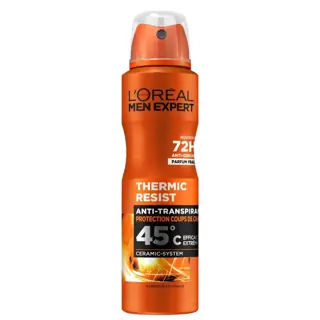 L'ORÉAL
MEN EXPERT
72H
THERMIC
RESIST
ANTI-TRANSPIRA
PROTECTION COUPS DE
45°C
CERAMIC-SYSTEM